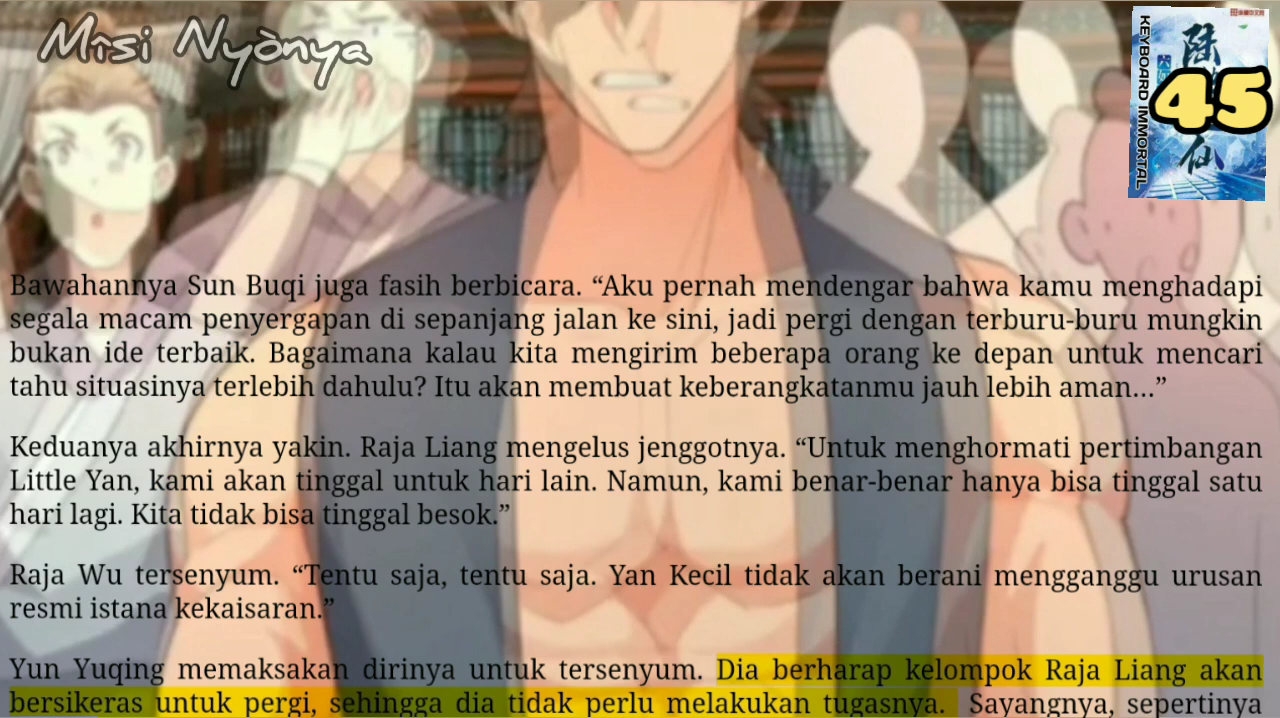 Mîsi Nyònya
KEYBOARD IMMORTAL
45
Bawahannya Sun Buqi juga fasih berbicara. “Aku pernah mendengar bahwa kamu menghadapi
segala macam penyergapan di sepanjang jalan ke sini, jadi pergi dengan terburu-buru mungkin
bukan ide terbaik. Bagaimana kalau kita mengirim beberapa orang ke depan untuk mencari
tahu situasinya terlebih dahulu? Itu akan membuat keberangkatanmu jauh lebih aman...”
Keduanya akhirnya yakin. Raja Liang mengelus jenggotnya. “Untuk menghormati pertimbangan
Little Yan, kami akan tinggal untuk hari lain. Namun, kami benar-benar hanya bisa tinggal satu
hari lagi. Kita tidak bisa tinggal besok.”
Raja Wu tersenyum. “Tentu saja, tentu saja. Yan Kecil tidak akan berani mengganggu urusan
resmi istana kekaisaran.”
Yun Yuqing memaksakan dirinya untuk tersenyum. Dia berharap kelompok Raja Liang akan
bersikeras untuk pergi, sehingga dia tidak perlu melakukan tugasnya. Sayangnya, sepertinya